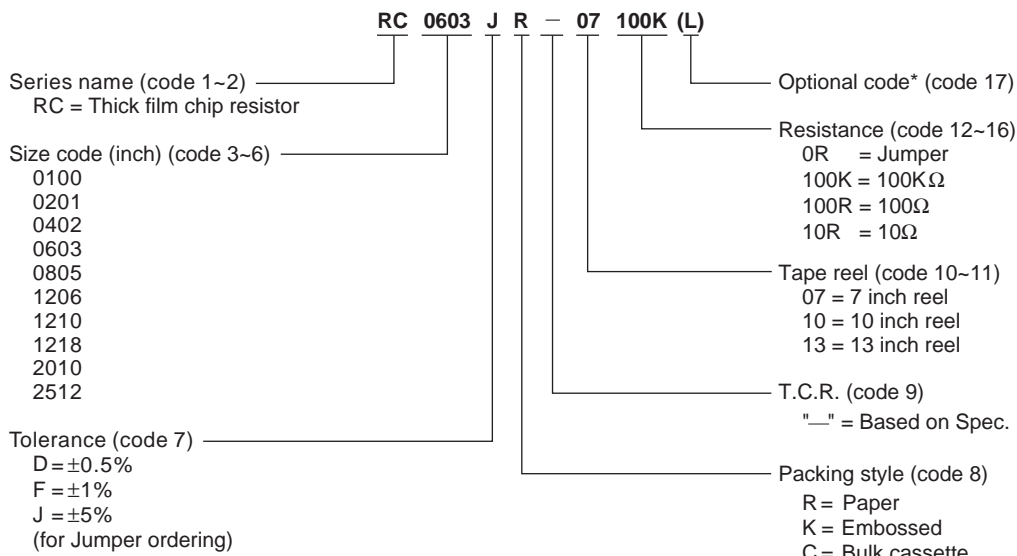 RC 0603 J R — 07 100K (L)
Series name (code 1~2)
RC = Thick film chip resistor
Size code (inch) (code 3~6)
0100
0201
0402
0603
0805
1206
1210
1218
2010
2512
Tolerance (code 7)
D=±0.5%
F=±1%
J=±5%
(for Jumper ordering)
Optional code* (code 17)
Resistance (code 12~16)
0R = Jumper
100K = 100KΩ
100R = 100Ω
10R = 10Ω
Tape reel (code 10~11)
07 = 7 inch reel
10 = 10 inch reel
13 = 13 inch reel
T.C.R. (code 9)
"—" = Based on Spec.
Packing style (code 8)
R= Paper
K= Embossed
C= Bulk cassette